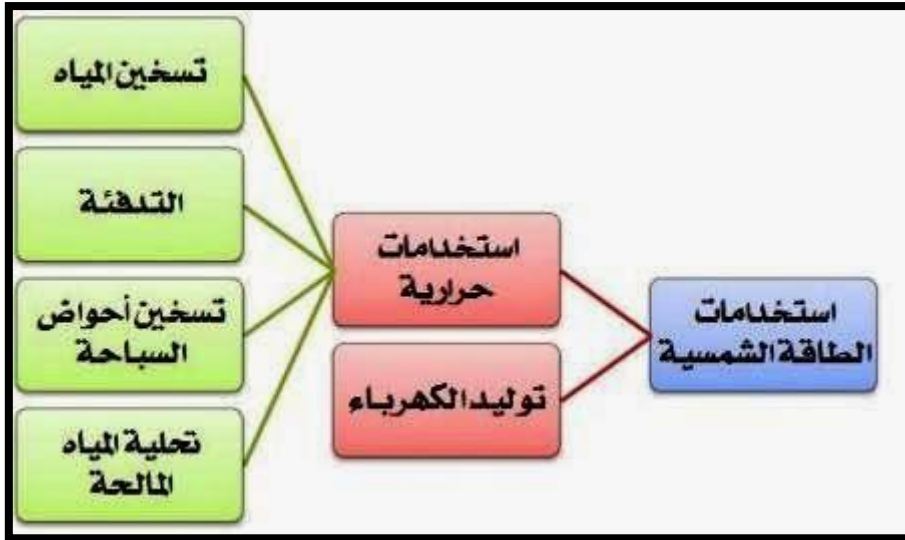 استخدامات
الطاقة الشمسية
استخدامات
حرارية
توليد الكهرباء
تسخين المياه
التدفئة
تسخين أحواض
السباحة
تحلية المياه
المالحة